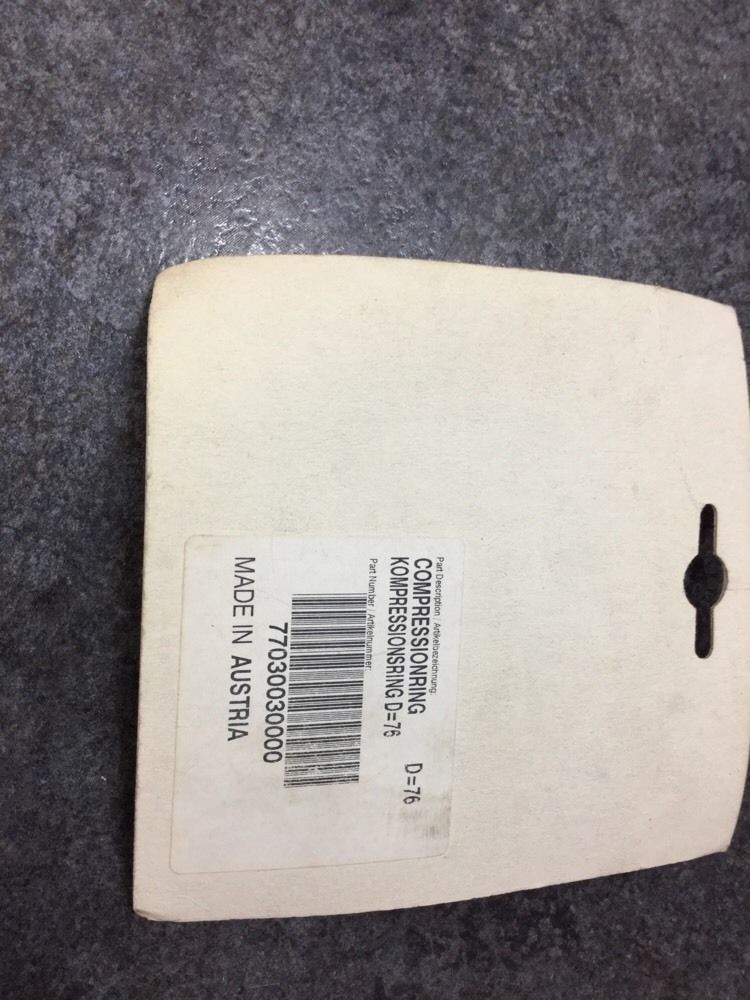 Part Description / Artikelbezeichnung:
COMPRESSIONRING D=76
KOMPRESSIONSRING D=76
Part Number / Artikelnummer:
77030030000
MADE IN AUSTRIA